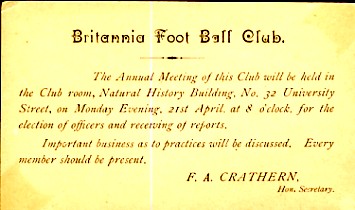 Britannia Foot Ball Club.
The Annual Meeting of this Club will be held in
the Club room, Natural History Building, No. 32 University
Street, on Monday Evening, 21st April, at 8 o'clock, for the
election of officers and receiving of reports.
Important business as to practices will be discussed. Every
member should be present.
F. A. CRATHERN,
Hon. Secretary.